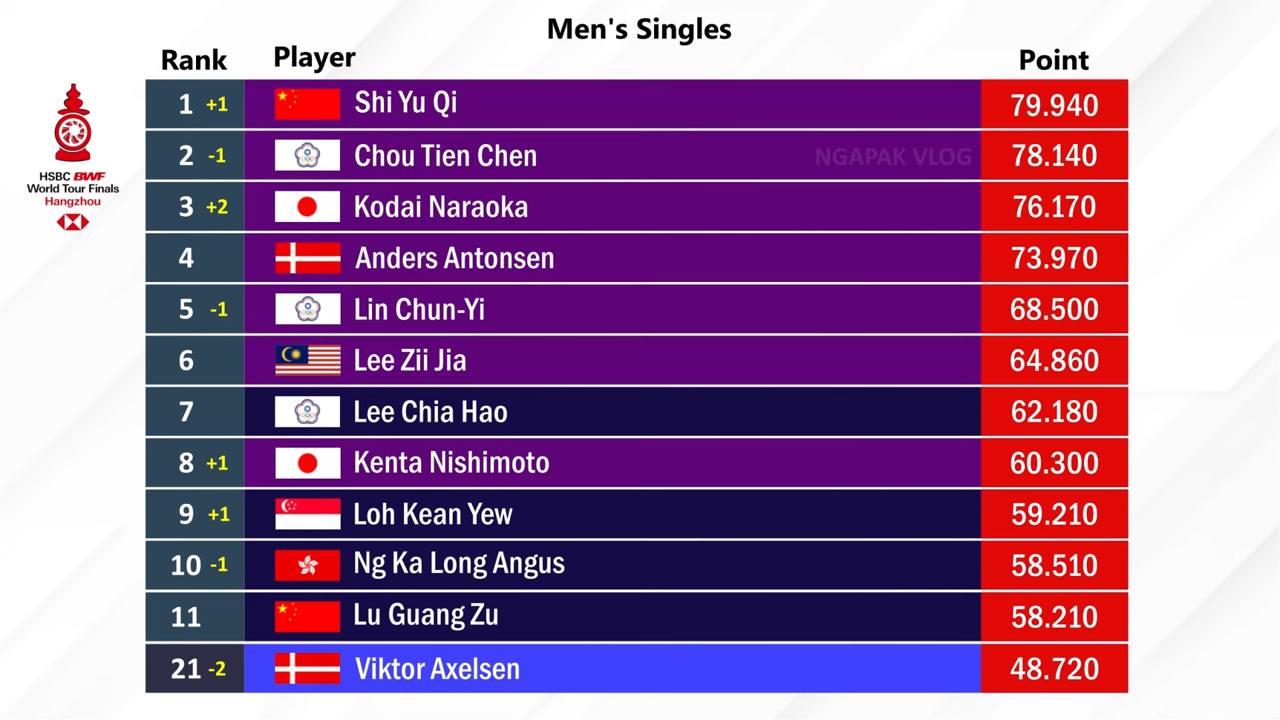 Men's Singles
Rank Player Point
1 +1 Shi Yu Qi 79.940
2 -1 Chou Tien Chen NGAPAK VLOG 78.140
3 +2 Kodai Naraoka 76.170
HSBC BWF
World Tour Finals
Hangzhou
4 Anders Antonsen 73.970
5 -1 Lin Chun-Yi 68.500
6 Lee Zii Jia 64.860
7 Lee Chia Hao 62.180
8 +1 Kenta Nishimoto 60.300
9 +1 Loh Kean Yew 59.210
10 -1 Ng Ka Long Angus 58.510
11 Lu Guang Zu 58.210
21 -2 Viktor Axelsen 48.720